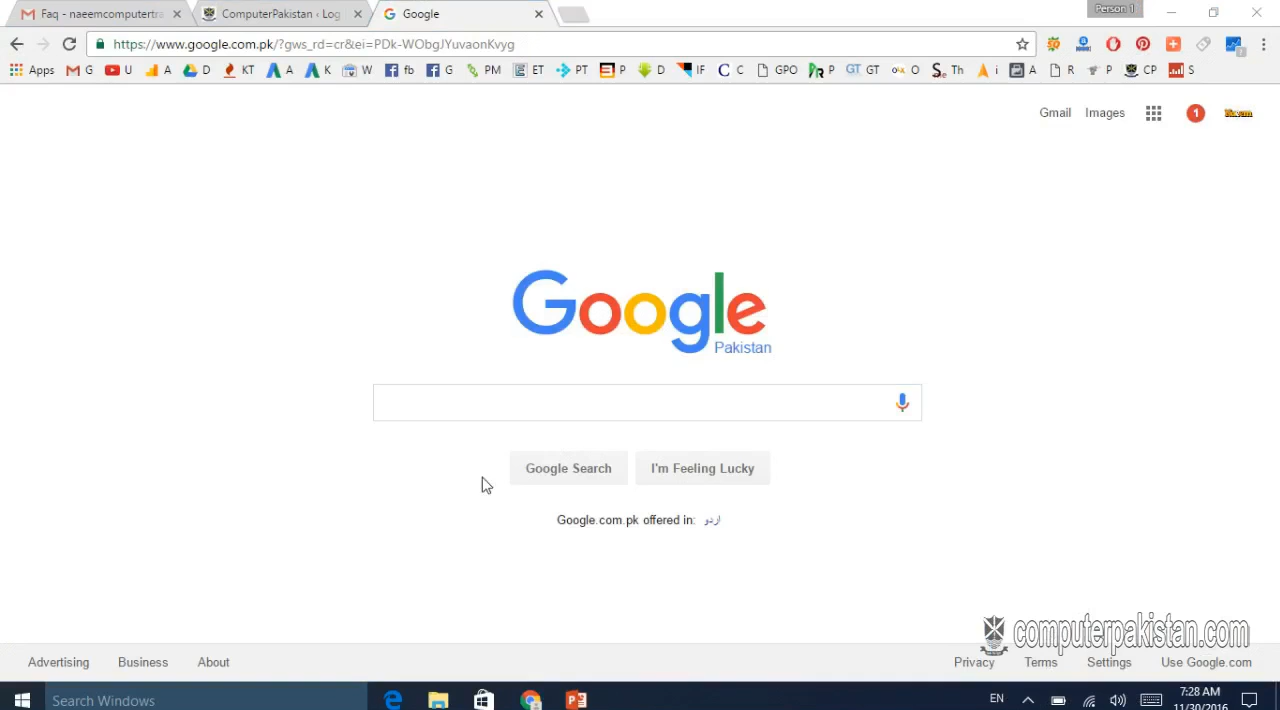 Faq - naeemcomputertra
ComputerPakistan ‹ Log
Google
Person 1
https://www.google.com.pk/?gws_rd=cr&ei=PDk-WObgJYuvaonKvyg
Apps G U A D KT A K W fb G PM ET PT P D IF C GPO P GT O Th i A R P CP S
Gmail Images 1 Naeem
Google
Pakistan
Google Search
I'm Feeling Lucky
Google.com.pk offered in: اردو
computerpakistan.com
Advertising Business About
Privacy Terms Settings Use Google.com
Search Windows
EN
7:28 AM
11/30/2016